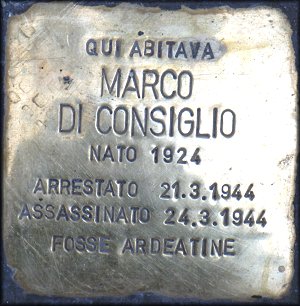 QUI ABITAVA
MARCO
DI CONSIGLIO
NATO 1924
ARRESTATO 21.3.1944
ASSASSINATO 24.3.1944
FOSSE ARDEATINE